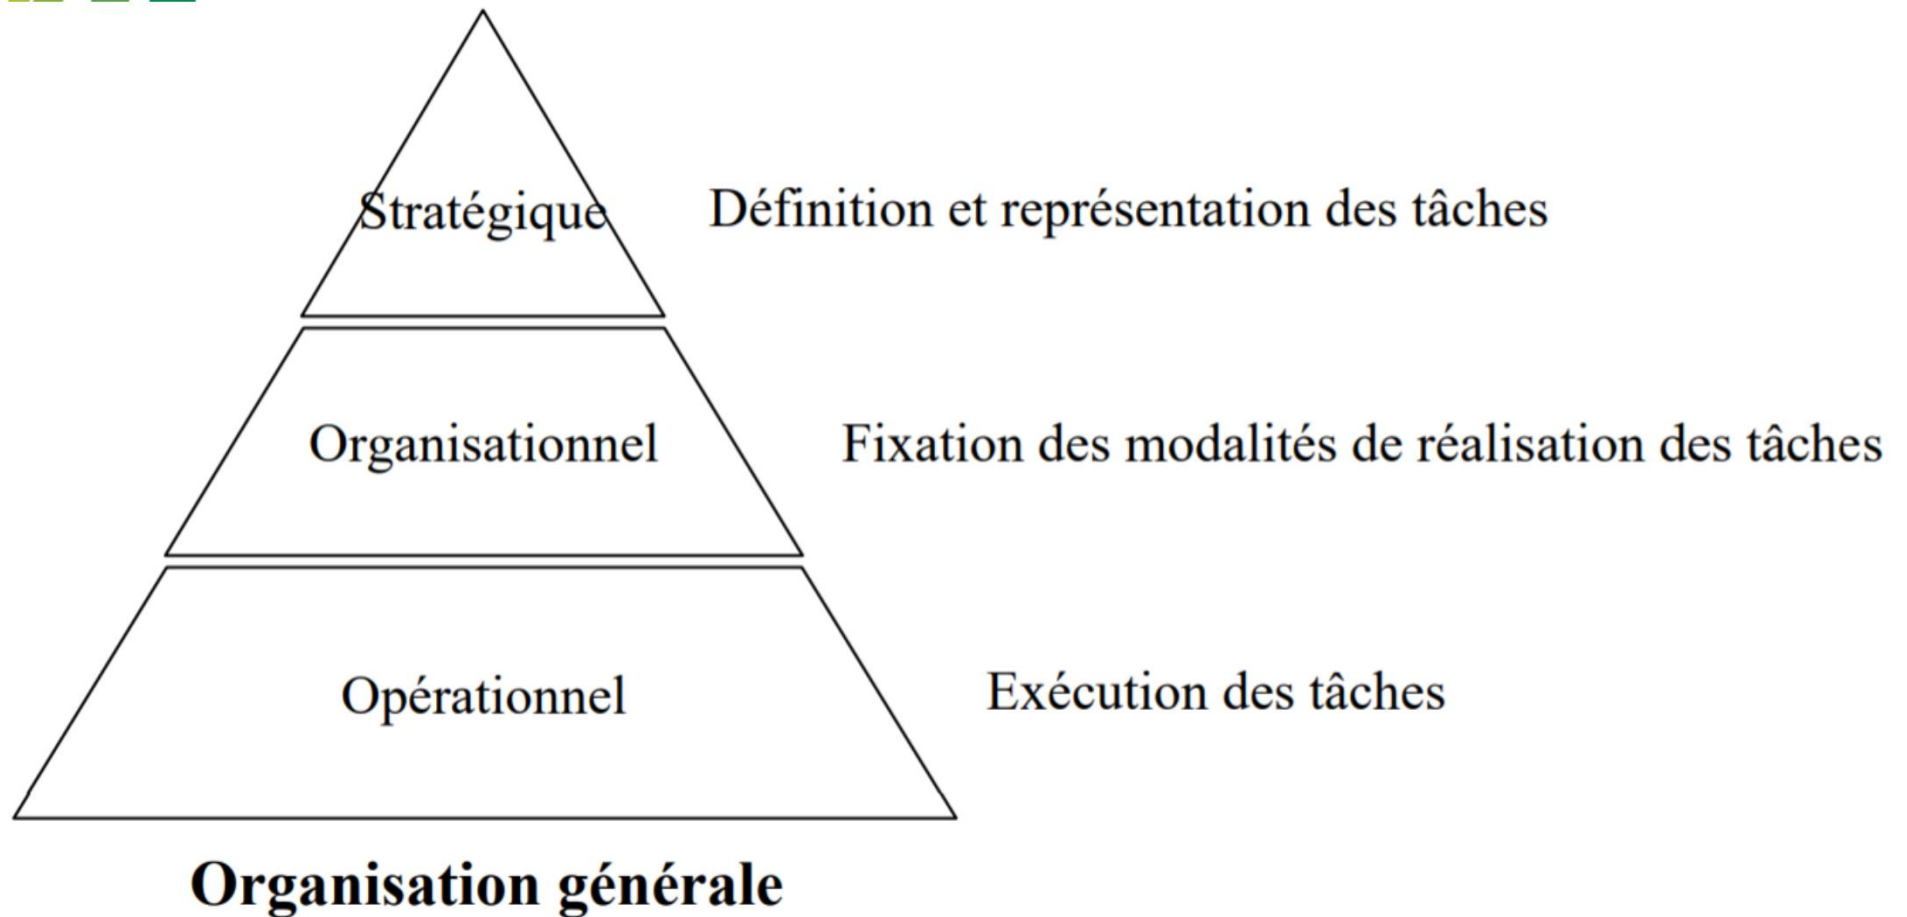 Stratégique
Définition et représentation des tâches
Organisationnel
Fixation des modalités de réalisation des tâches
Opérationnel
Exécution des tâches
Organisation générale